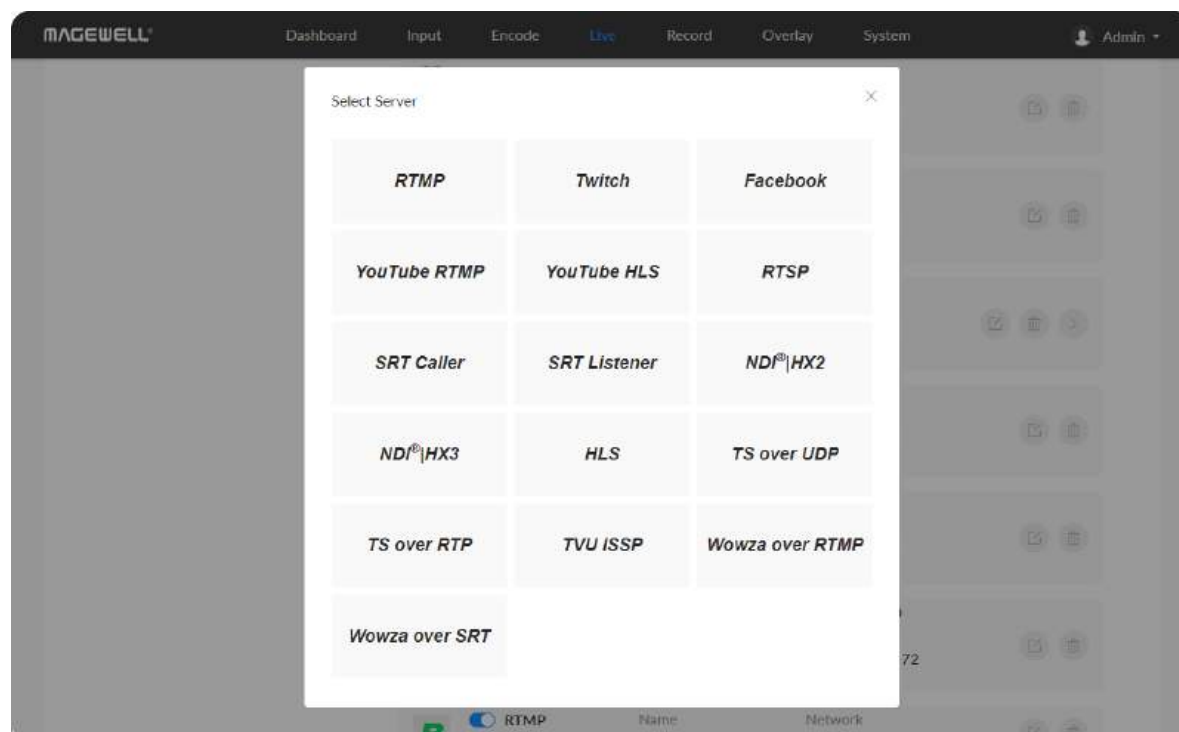 MAGEWELL® Dashboard Input Encode Live Record Overlay System Admin
Select Server
RTMP Twitch Facebook
YouTube RTMP YouTube HLS RTSP
SRT Caller SRT Listener NDI®|HX2
NDI®|HX3 HLS TS over UDP
TS over RTP TVU ISSP Wowza over RTMP
Wowza over SRT
72
RTMP Name Network